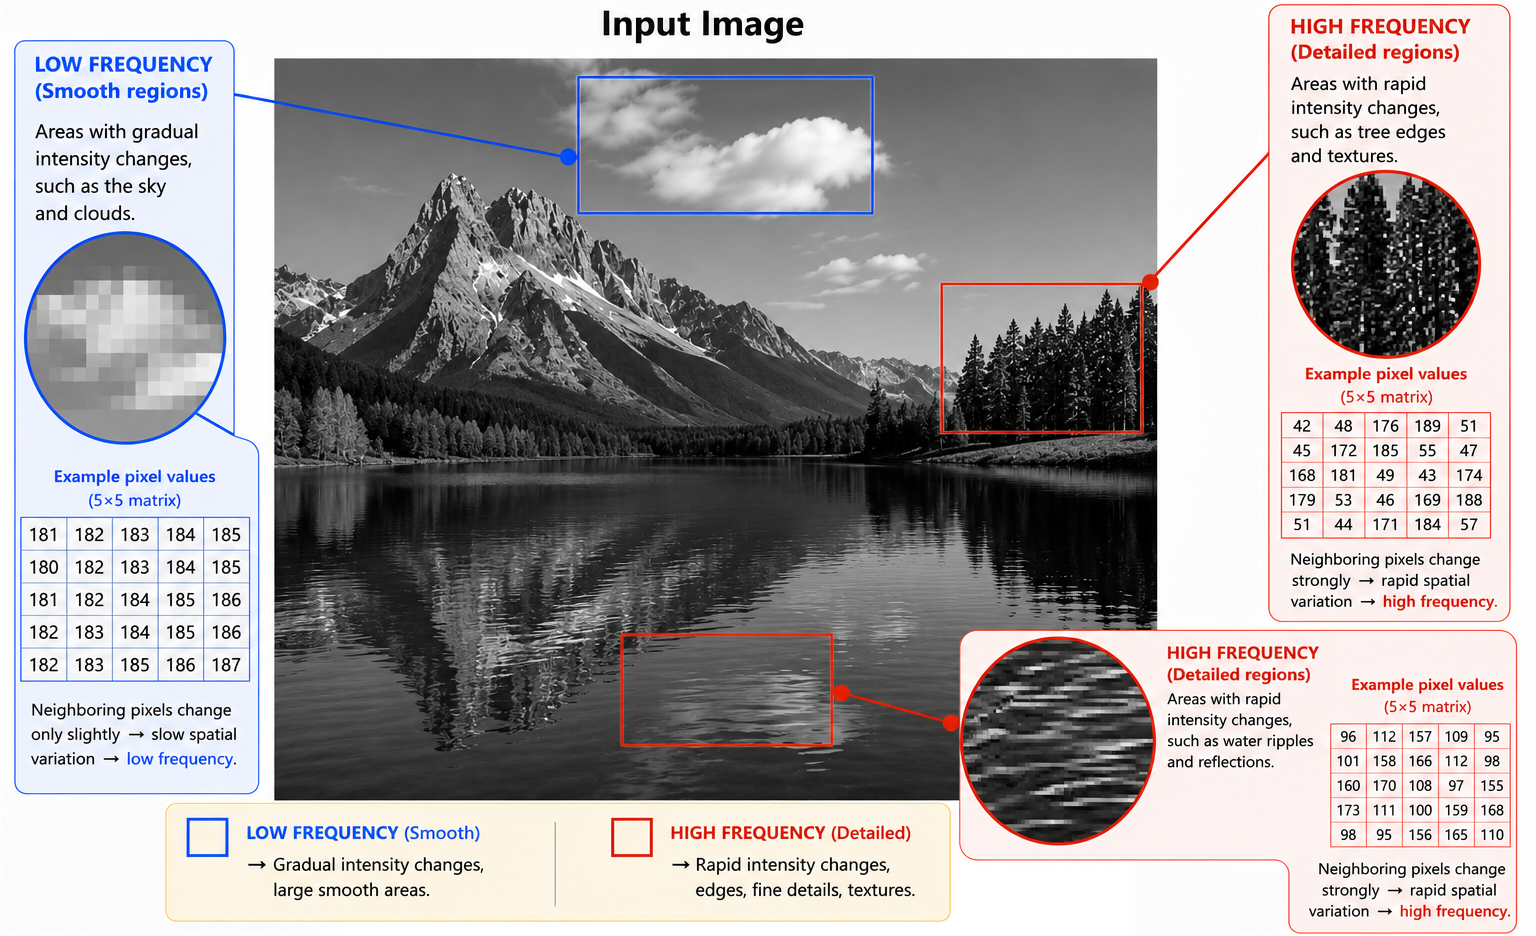 Input Image
LOW FREQUENCY
(Smooth regions)
Areas with gradual
intensity changes,
such as the sky
and clouds.
Example pixel values
(5×5 matrix)
181 182 183 184 185
180 182 183 184 185
181 182 184 185 186
182 183 184 185 186
182 183 185 186 187
Neighboring pixels change
only slightly → slow spatial
variation → low frequency.
HIGH FREQUENCY
(Detailed regions)
Areas with rapid
intensity changes,
such as tree edges
and textures.
Example pixel values
(5×5 matrix)
42 48 176 189 51
45 172 185 55 47
168 181 49 43 174
179 53 46 169 188
51 44 171 184 57
Neighboring pixels change
strongly → rapid spatial
variation → high frequency.
HIGH FREQUENCY
(Detailed regions)
Areas with rapid
intensity changes,
such as water ripples
and reflections.
Example pixel values
(5×5 matrix)
96 112 157 109 95
101 158 166 112 98
160 170 108 97 155
173 111 100 159 168
98 95 156 165 110
Neighboring pixels change
strongly → rapid spatial
variation → high frequency.
LOW FREQUENCY (Smooth)
→ Gradual intensity changes,
large smooth areas.
HIGH FREQUENCY (Detailed)
→ Rapid intensity changes,
edges, fine details, textures.